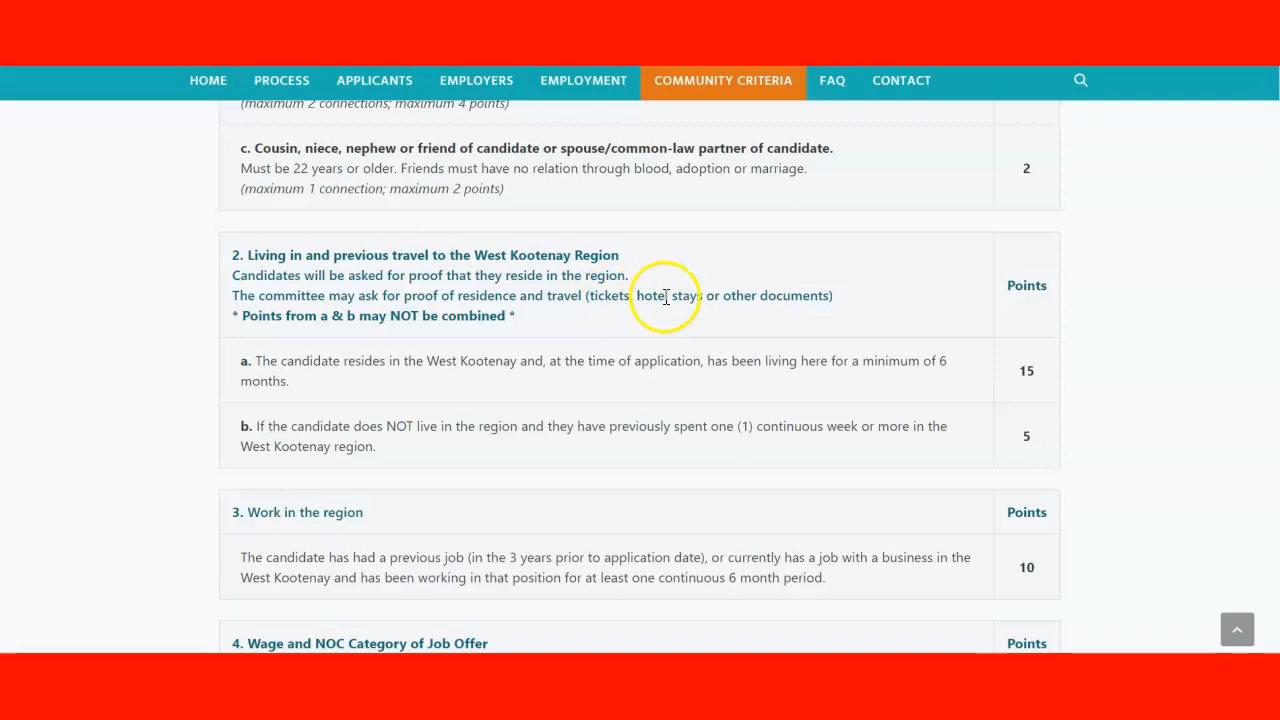 HOME PROCESS APPLICANTS EMPLOYERS EMPLOYMENT COMMUNITY CRITERIA FAQ CONTACT
(maximum 2 connections; maximum 4 points)
c. Cousin, niece, nephew or friend of candidate or spouse/common-law partner of candidate.
Must be 22 years or older. Friends must have no relation through blood, adoption or marriage.
(maximum 1 connection; maximum 2 points)
2
2. Living in and previous travel to the West Kootenay Region
Candidates will be asked for proof that they reside in the region.
The committee may ask for proof of residence and travel (tickets, hotel stays or other documents)
* Points from a & b may NOT be combined *
Points
a. The candidate resides in the West Kootenay and, at the time of application, has been living here for a minimum of 6
months.
15
b. If the candidate does NOT live in the region and they have previously spent one (1) continuous week or more in the
West Kootenay region.
5
3. Work in the region
Points
The candidate has had a previous job (in the 3 years prior to application date), or currently has a job with a business in the
West Kootenay and has been working in that position for at least one continuous 6 month period.
10
4. Wage and NOC Category of Job Offer
Points